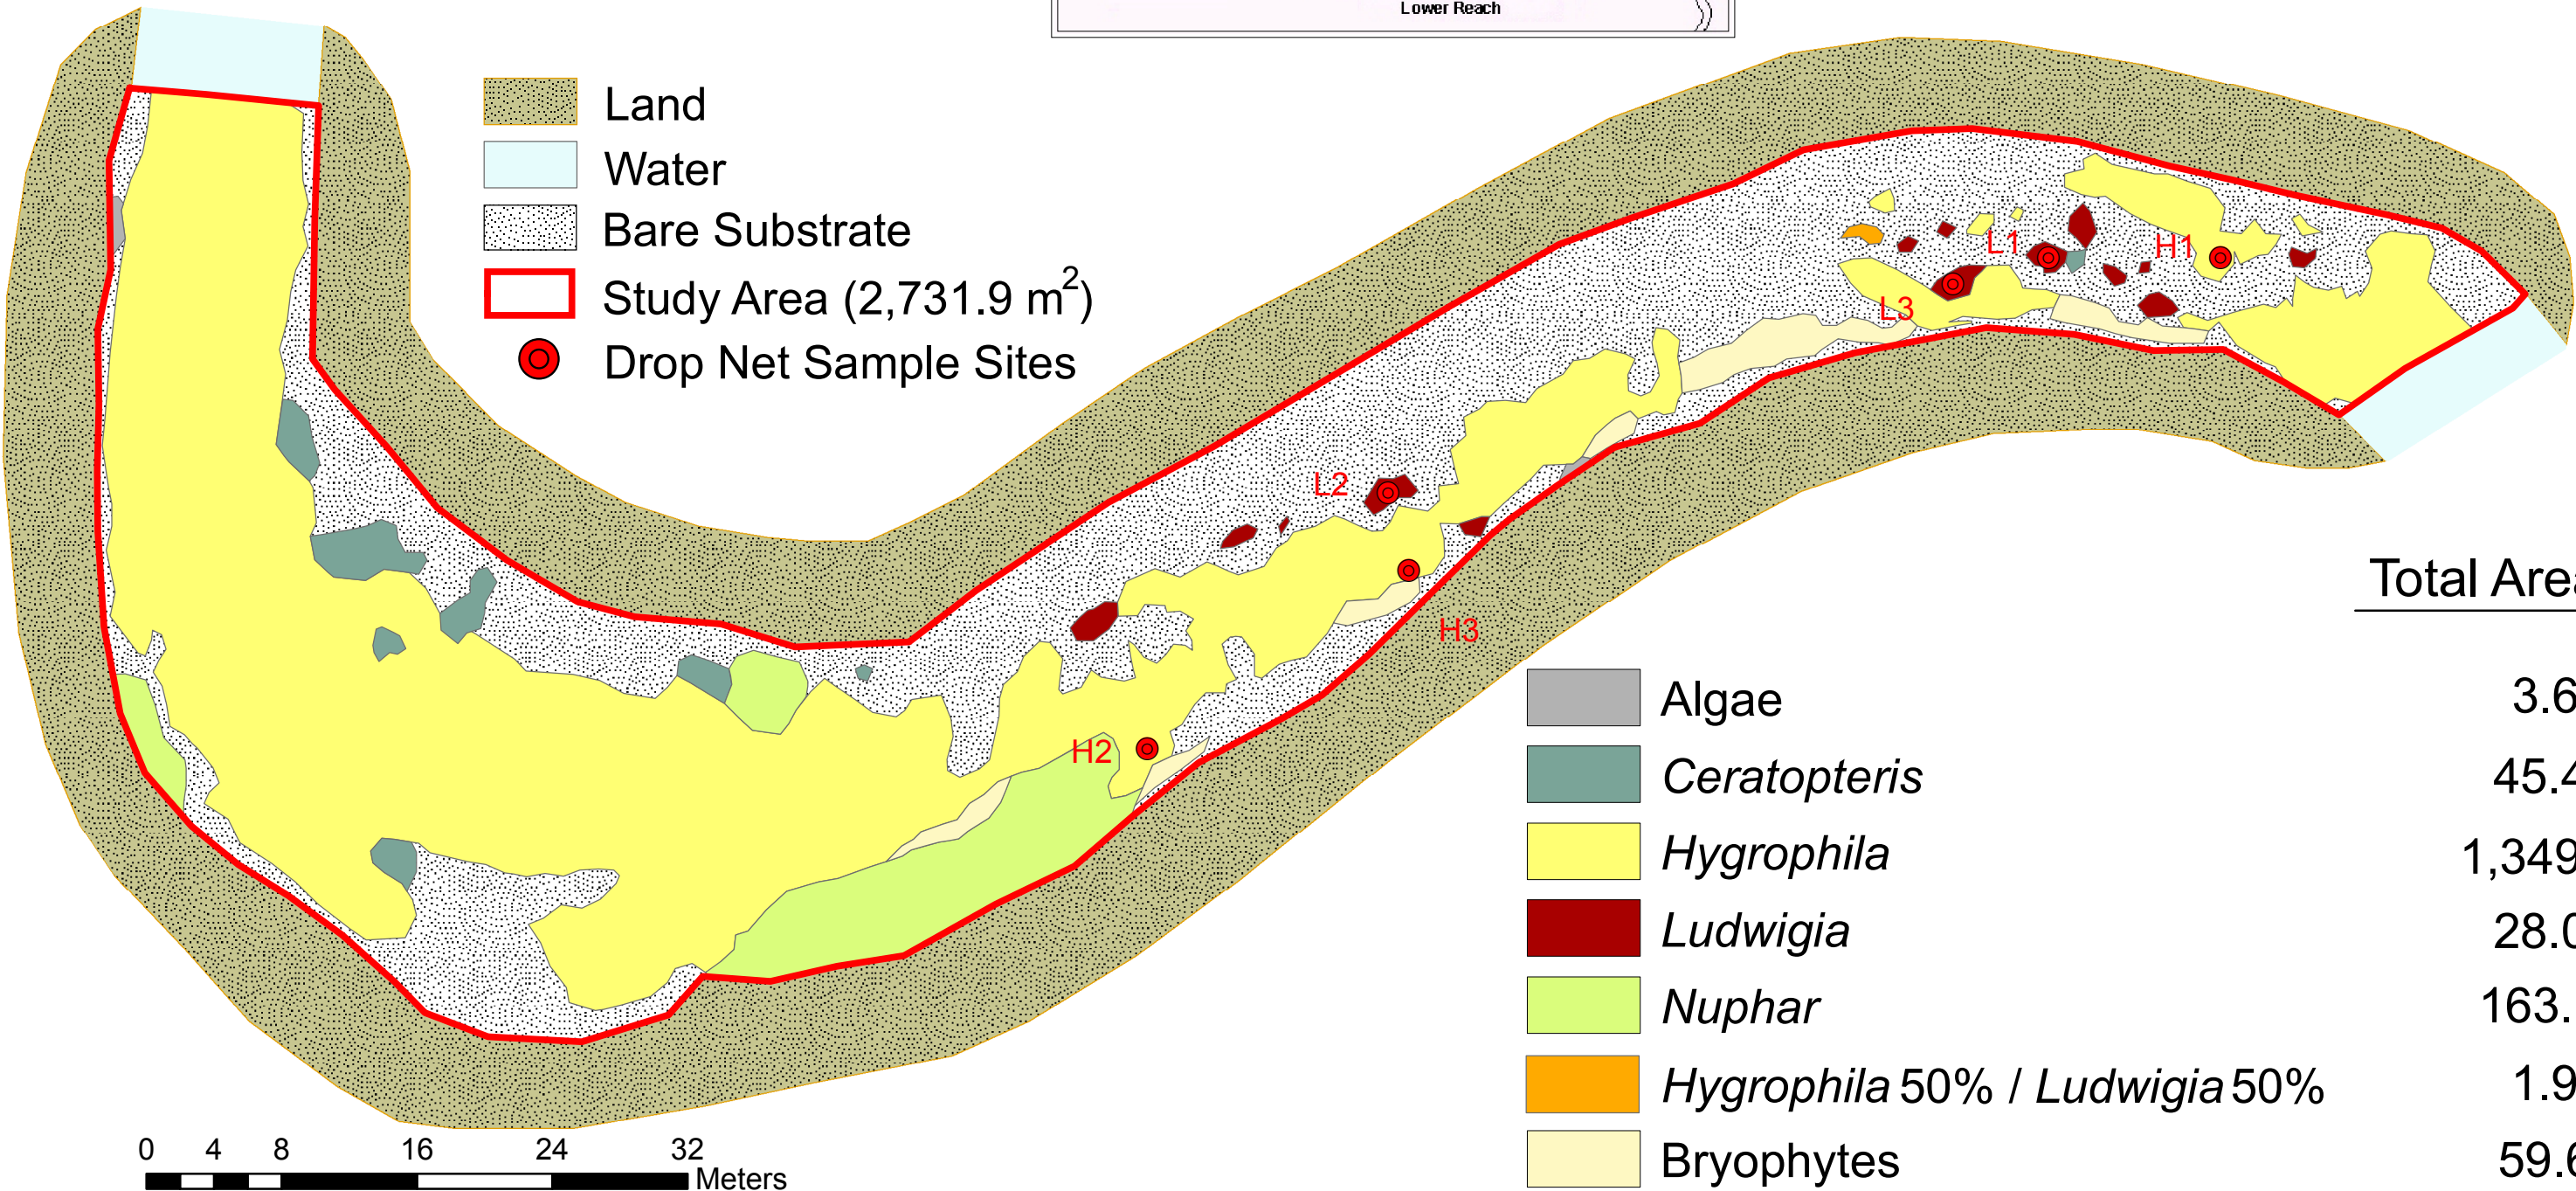 Lower Reach
Land
Water
Bare Substrate
Study Area (2,731.9 m²)
Drop Net Sample Sites
L1
H1
L3
L2
H3
H2
Total Area
Algae 3.6
Ceratopteris 45.4
Hygrophila 1,349
Ludwigia 28.0
Nuphar 163.
Hygrophila 50% / Ludwigia 50% 1.9
Bryophytes 59.6
0 4 8 16 24 32
Meters